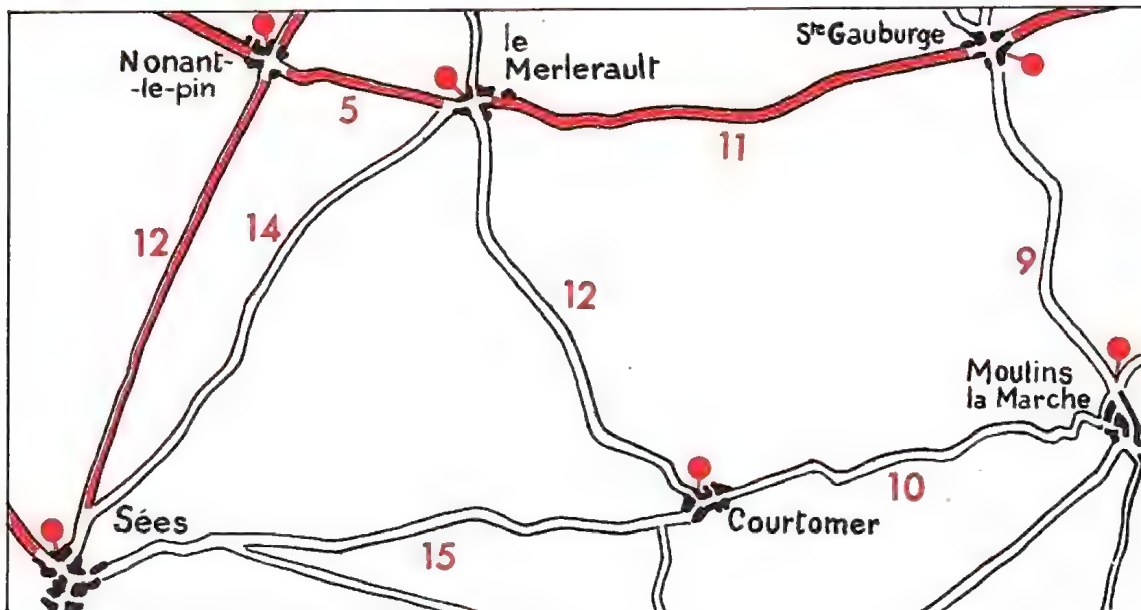 Nonant-
-le-pin
le
Merlerault
Ste Gauburge
5
11
12
14
12
9
Moulins
la Marche
Sées
Courtomer
10
15